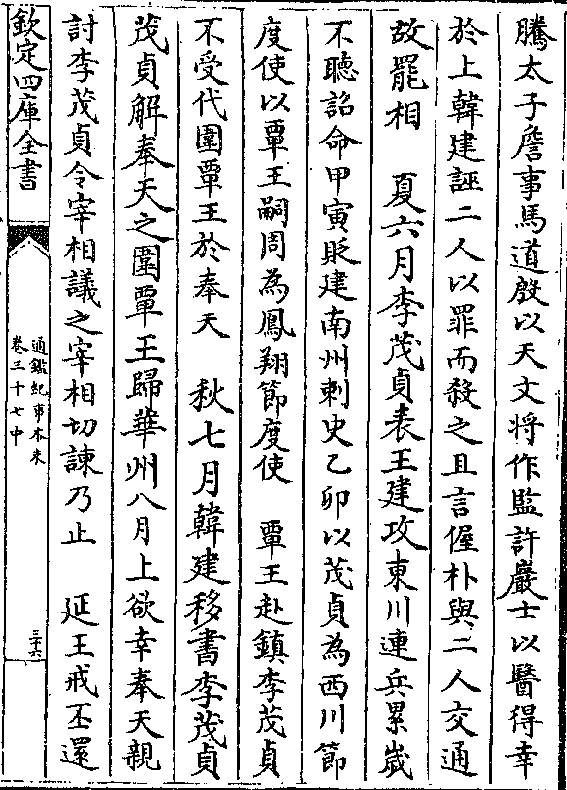 騰太子詹事馬道殷以天文將作監許巖士以醫得幸
於上韓建誣二人以罪而殺之且言偓朴與二人交通
故罷相　夏六月李茂貞表王建攻東川連兵累歲
不聽詔命甲寅貶建南州刺史乙卯以茂貞為西川節
度使以覃王嗣周為鳳翔節度使　覃王赴鎮李茂貞
不受代圍覃王於奉天　秋七月韓建移書李茂貞
茂貞解奉天之圍覃王歸華州八月上欲幸奉天親
討李茂貞令宰相議之宰相切諫乃止　延王戒丕還
欽定四庫全書
通鑑紀事本末
卷三十七中
三十六